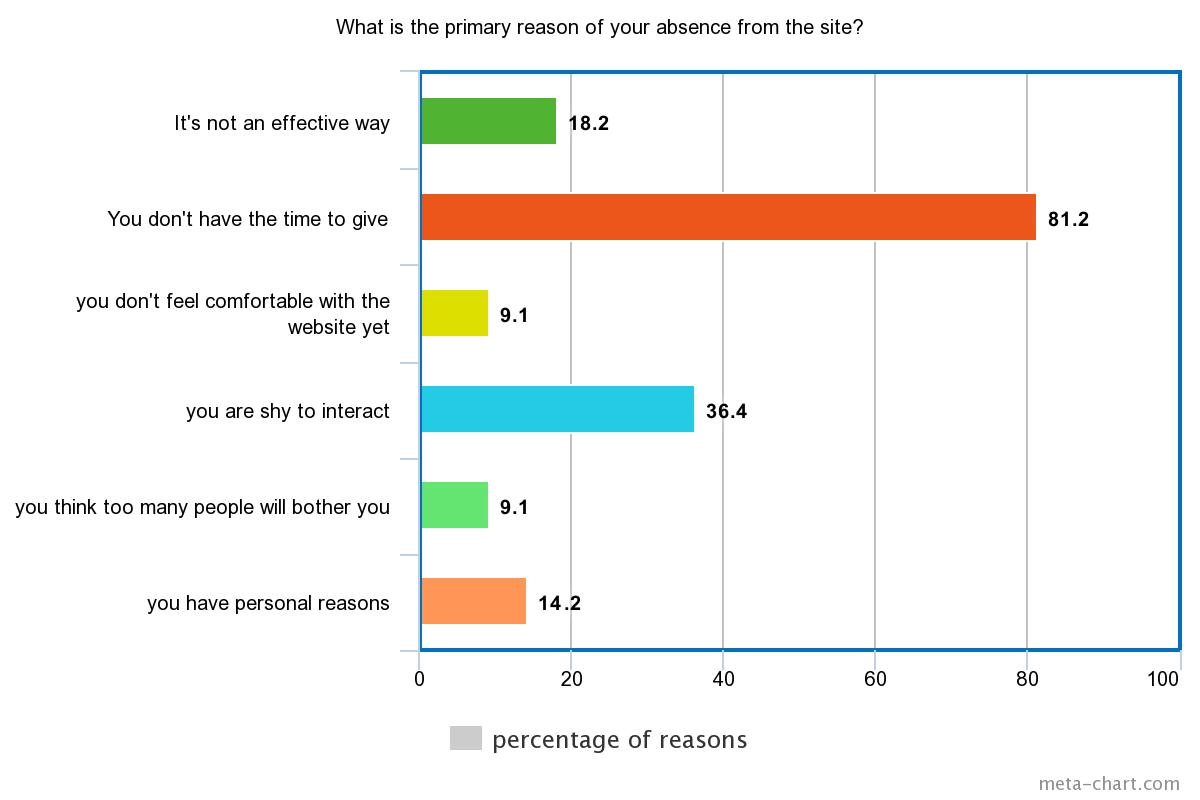 What is the primary reason of your absence from the site?
It's not an effective way
18.2
You don't have the time to give
81.2
you don't feel comfortable with the
website yet
9.1
you are shy to interact
36.4
you think too many people will bother you
9.1
you have personal reasons
14.2
0 20 40 60 80 100
percentage of reasons
meta-chart.com